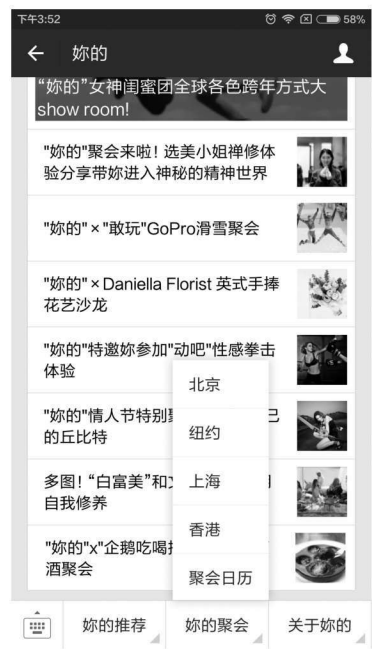 下午3:52
58%
妳的
“妳的”女神闺蜜团全球各色跨年方式大
show room!
"妳的"聚会来啦！选美小姐禅修体
验分享带妳进入神秘的精神世界
"妳的"×"敢玩"GoPro滑雪聚会
"妳的"×Daniella Florist 英式手捧
花艺沙龙
"妳的"特邀妳参加"动吧"性感拳击
体验
"妳的"情人节特别
己
的丘比特
多图！“白富美”和
自我修养
"妳的"x"企鹅吃喝
酒聚会
北京
纽约
上海
香港
聚会日历
妳的推荐
妳的聚会
关于妳的